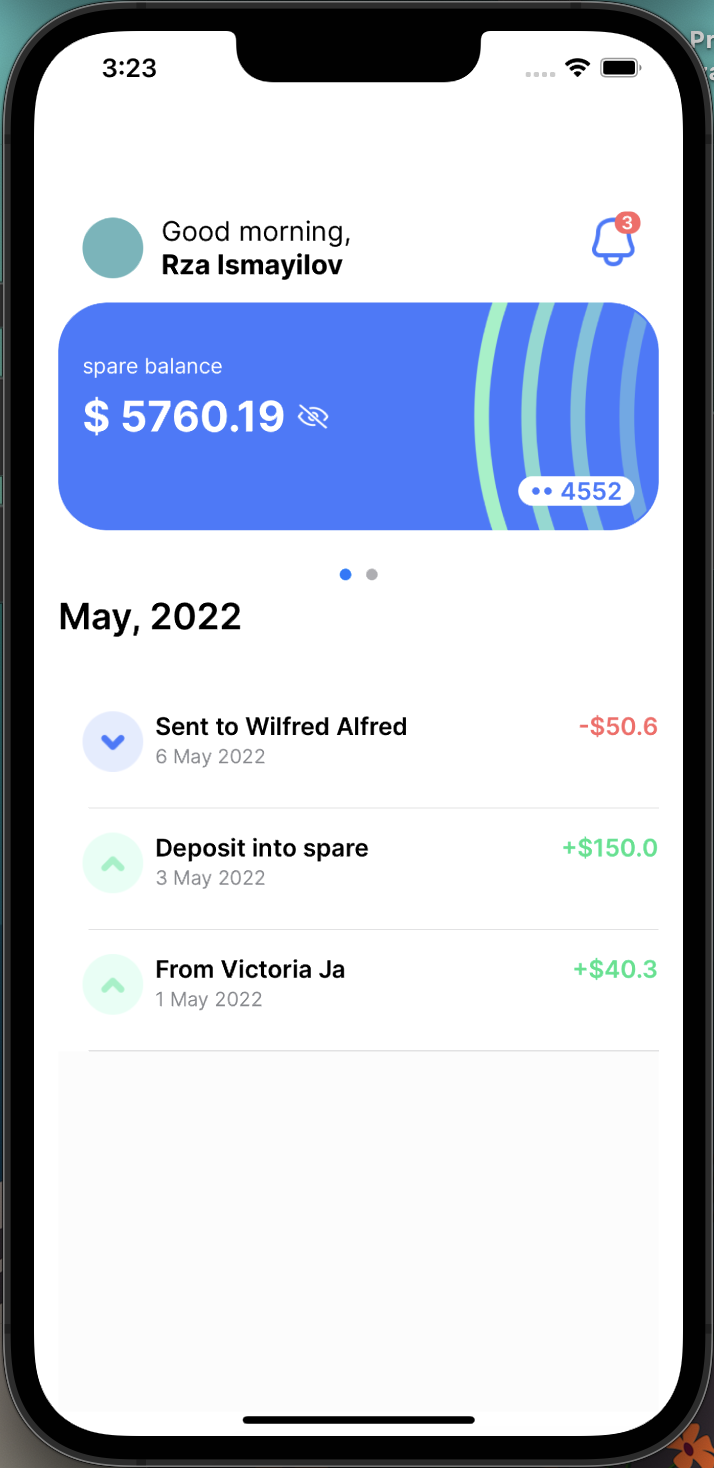 3:23
Good morning,
Rza Ismayilov
3
spare balance
$ 5760.19
•• 4552
May, 2022
Sent to Wilfred Alfred
-$50.6
6 May 2022
Deposit into spare
+$150.0
3 May 2022
From Victoria Ja
+$40.3
1 May 2022